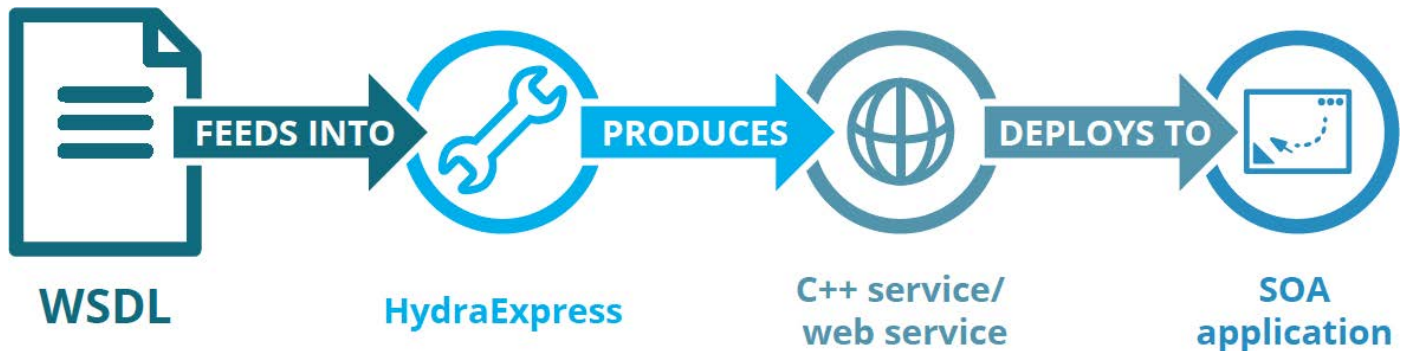 FEEDS INTO
PRODUCES
DEPLOYS TO
WSDL
HydraExpress
C++ service/
web service
SOA
application